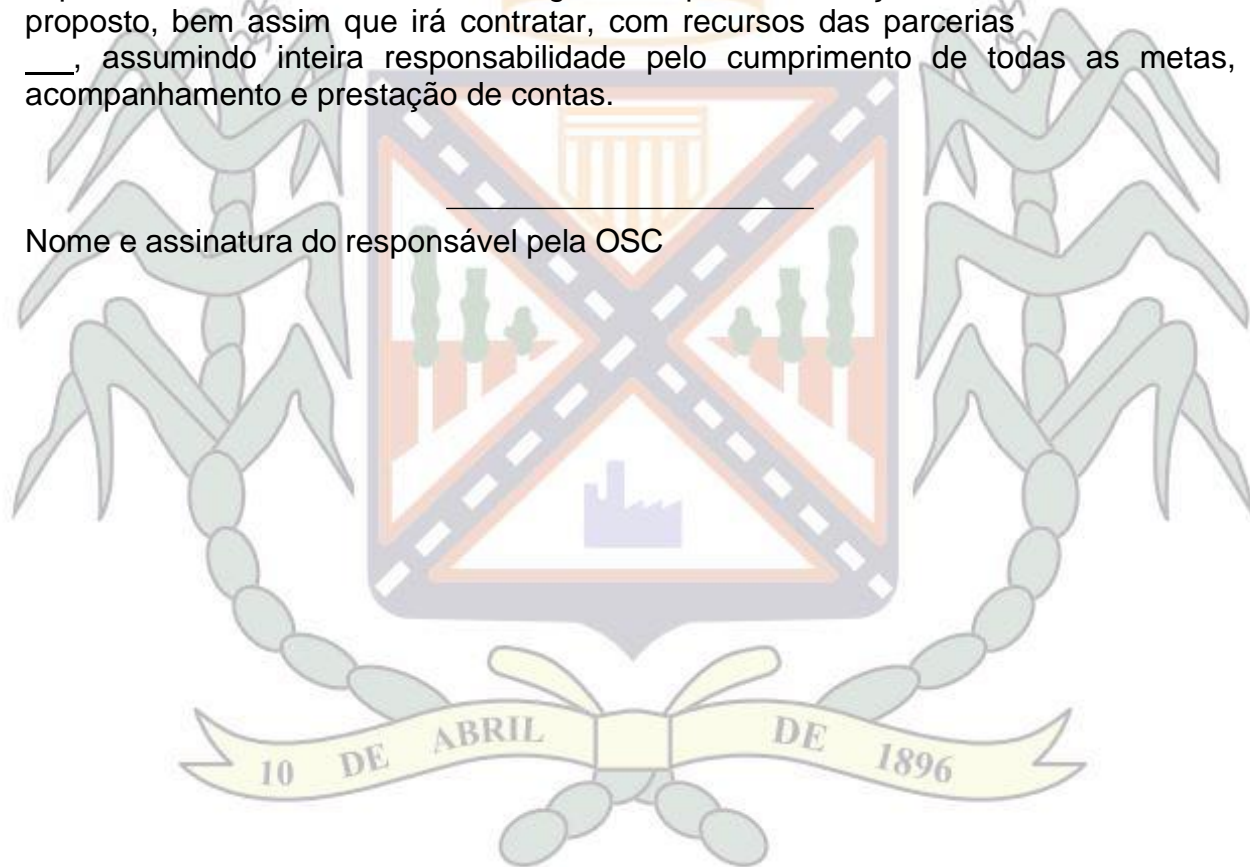 proposto, bem assim que irá contratar, com recursos das parcerias
___, assumindo inteira responsabilidade pelo cumprimento de todas as metas,
acompanhamento e prestação de contas.
Nome e assinatura do responsável pela OSC
10 DE ABRIL DE 1896